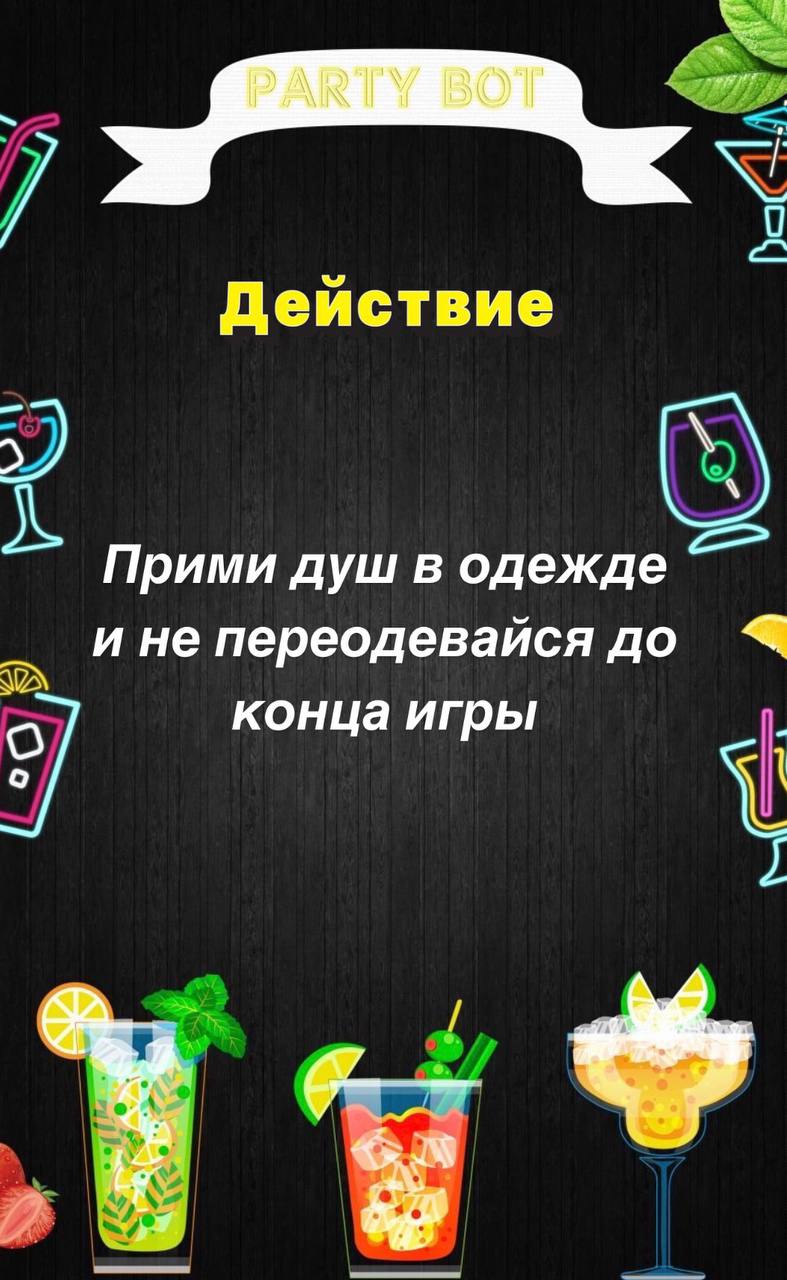 PARTY BOT
Действие
Прими душ в одежде
и не переодевайся до
конца игры